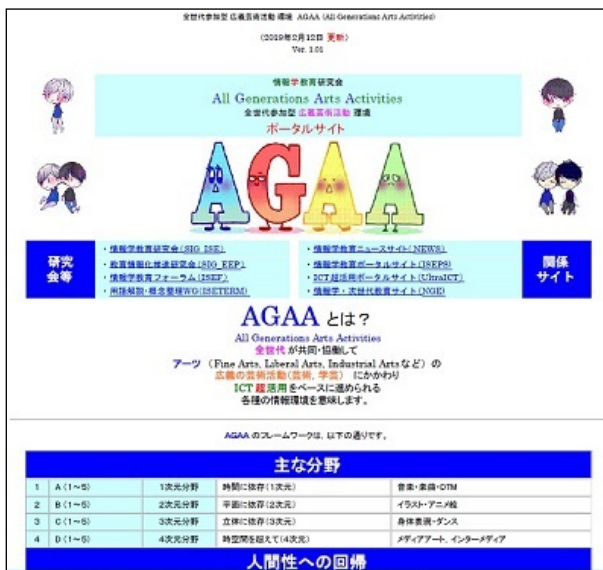 全世代参加型 広義芸術活動 環境 AGAA (All Generations Arts Activities)
(2019年2月12日 更新)
Ver. 1.01
情報学教育研究会
All Generations Arts Activities
全世代参加型 広義芸術活動 環境
ポータルサイト
AGAA
研究会等
・情報学教育研究会(SIG_ISE)
・教育情報化推進研究会(SIG_EEP)
・情報学教育フォーラム(ISEF)
・用語解説・概念整理WG(ISETERM)
・情報学教育ニュースサイト(NEWS)
・情報学教育ポータルサイト(ISEPS)
・ICT超活用ポータルサイト(UltraICT)
・情報学・次世代教育サイト(NGE)
関係サイト
AGAA とは?
All Generations Arts Activities
全世代 が共同・協働して
アーツ (Fine Arts, Liberal Arts, Industrial Artsなど) の
広義の芸術活動(芸術, 学芸) にかかわり
ICT 超活用をベースに進められる
各種の情報環境を意味します。
AGAA のフレームワークは、以下の通りです。
主な分野
1 A (1~5) 1次元分野 時間に依存(1次元) 音楽・楽曲・DTM
2 B (1~5) 2次元分野 平面に依存(2次元) イラスト・アニメ絵
3 C (1~5) 3次元分野 立体に依存(3次元) 身体表現・ダンス
4 D (1~5) 4次元分野 時空間を超えて(4次元) メディアアート, インターメディア
人間性への回帰